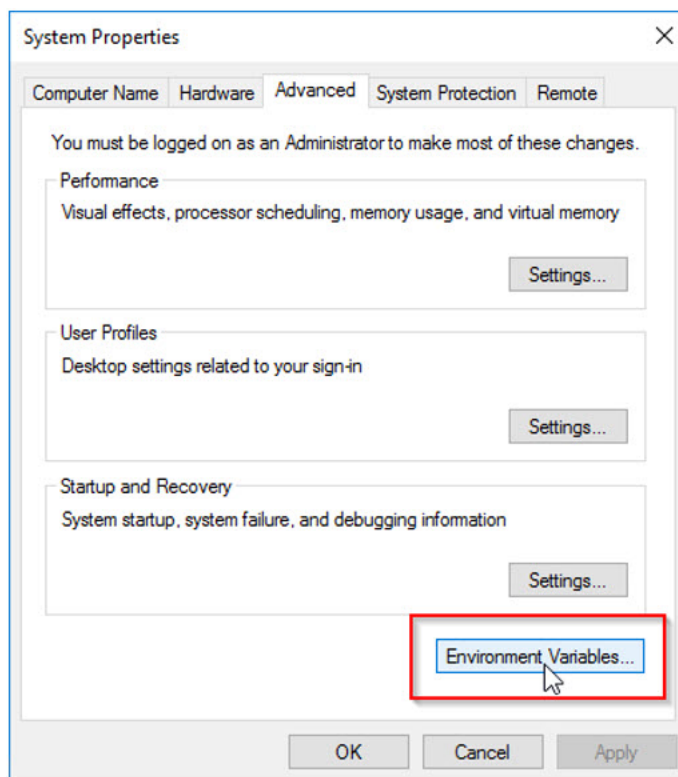 System Properties
Computer Name Hardware Advanced System Protection Remote
You must be logged on as an Administrator to make most of these changes.
Performance
Visual effects, processor scheduling, memory usage, and virtual memory
Settings...
User Profiles
Desktop settings related to your sign-in
Settings...
Startup and Recovery
System startup, system failure, and debugging information
Settings...
Environment Variables...
OK Cancel Apply